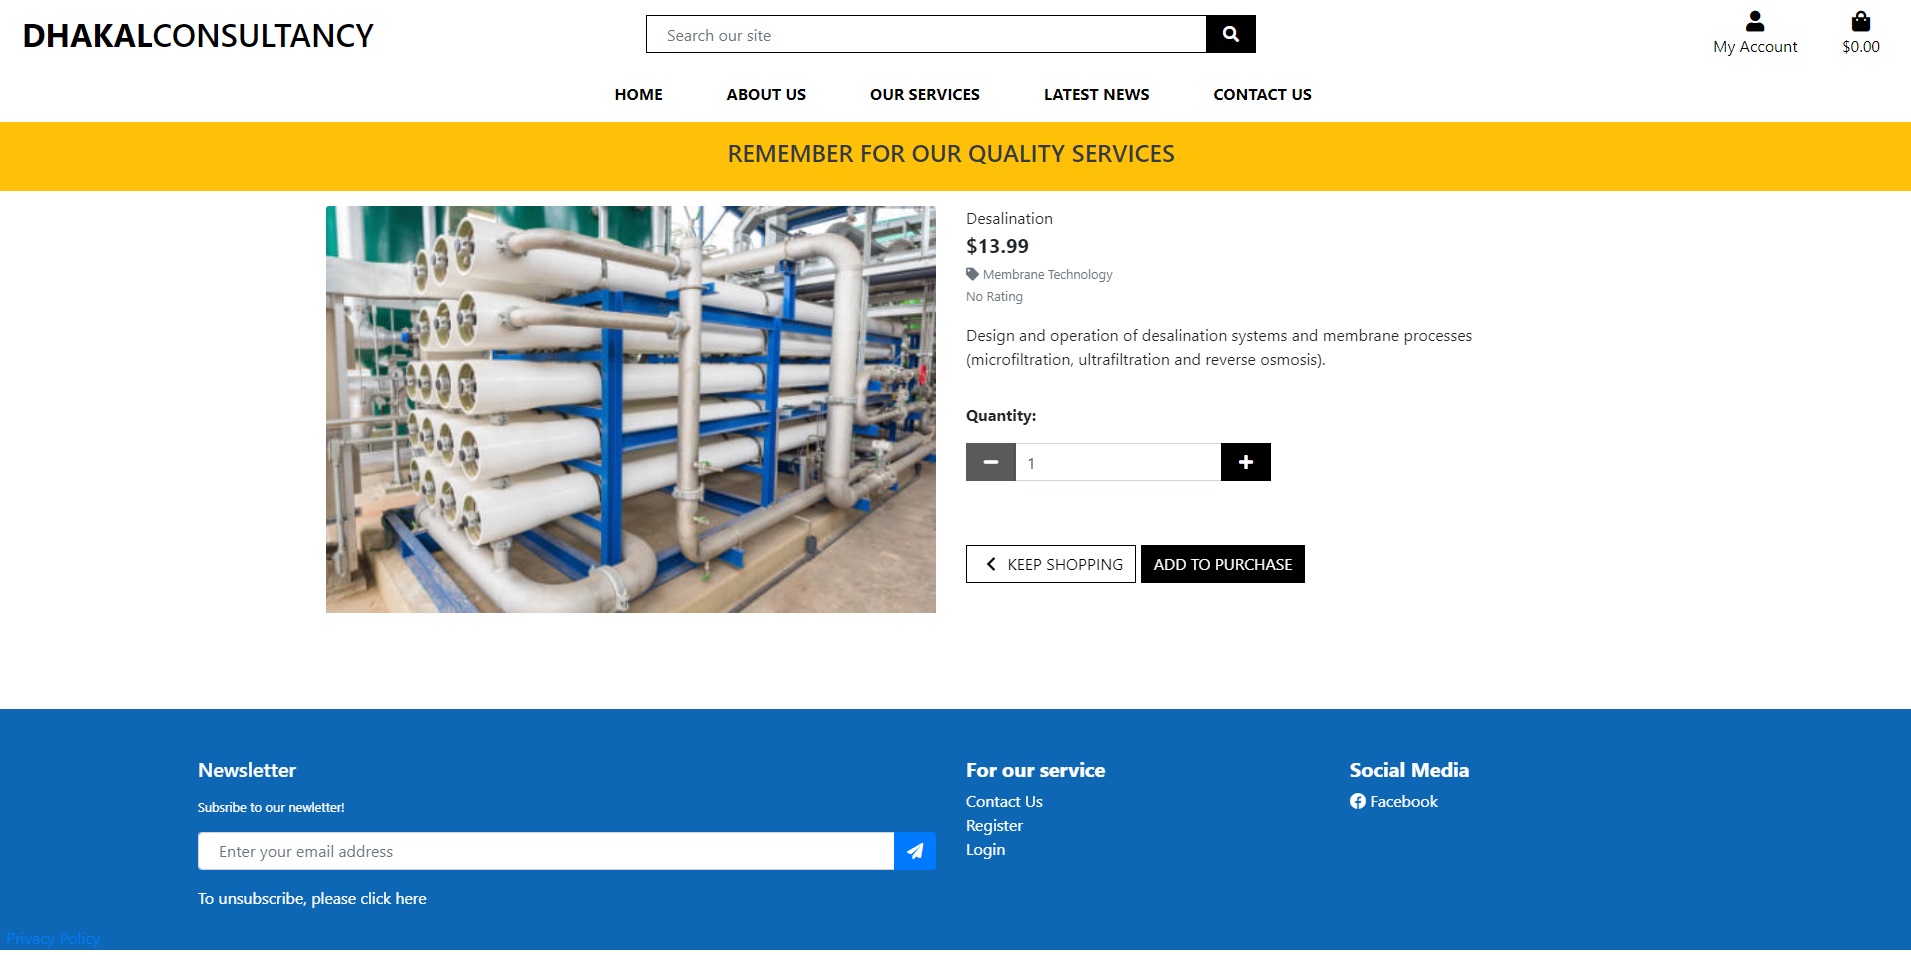 DHAKALCONSULTANCY
Search our site
My Account
$0.00
HOME ABOUT US OUR SERVICES LATEST NEWS CONTACT US
REMEMBER FOR OUR QUALITY SERVICES
Desalination
$13.99
Membrane Technology
No Rating
Design and operation of desalination systems and membrane processes
(microfiltration, ultrafiltration and reverse osmosis).
Quantity:
1
KEEP SHOPPING ADD TO PURCHASE
Newsletter
Subsribe to our newletter!
Enter your email address
To unsubscribe, please click here
For our service
Contact Us
Register
Login
Social Media
Facebook
Privacy Policy